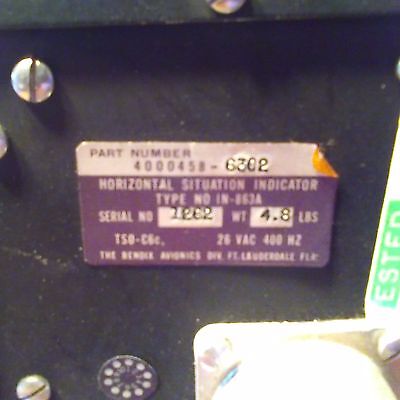 PART NUMBER
4000458-6302
HORIZONTAL SITUATION INDICATOR
TYPE NO IN-863A
SERIAL NO 1262 WT 4.8 LBS
TSO-C6c, 26 VAC 400 HZ
THE BENDIX AVIONICS DIV. FT. LAUDERDALE FLA.
ESTED